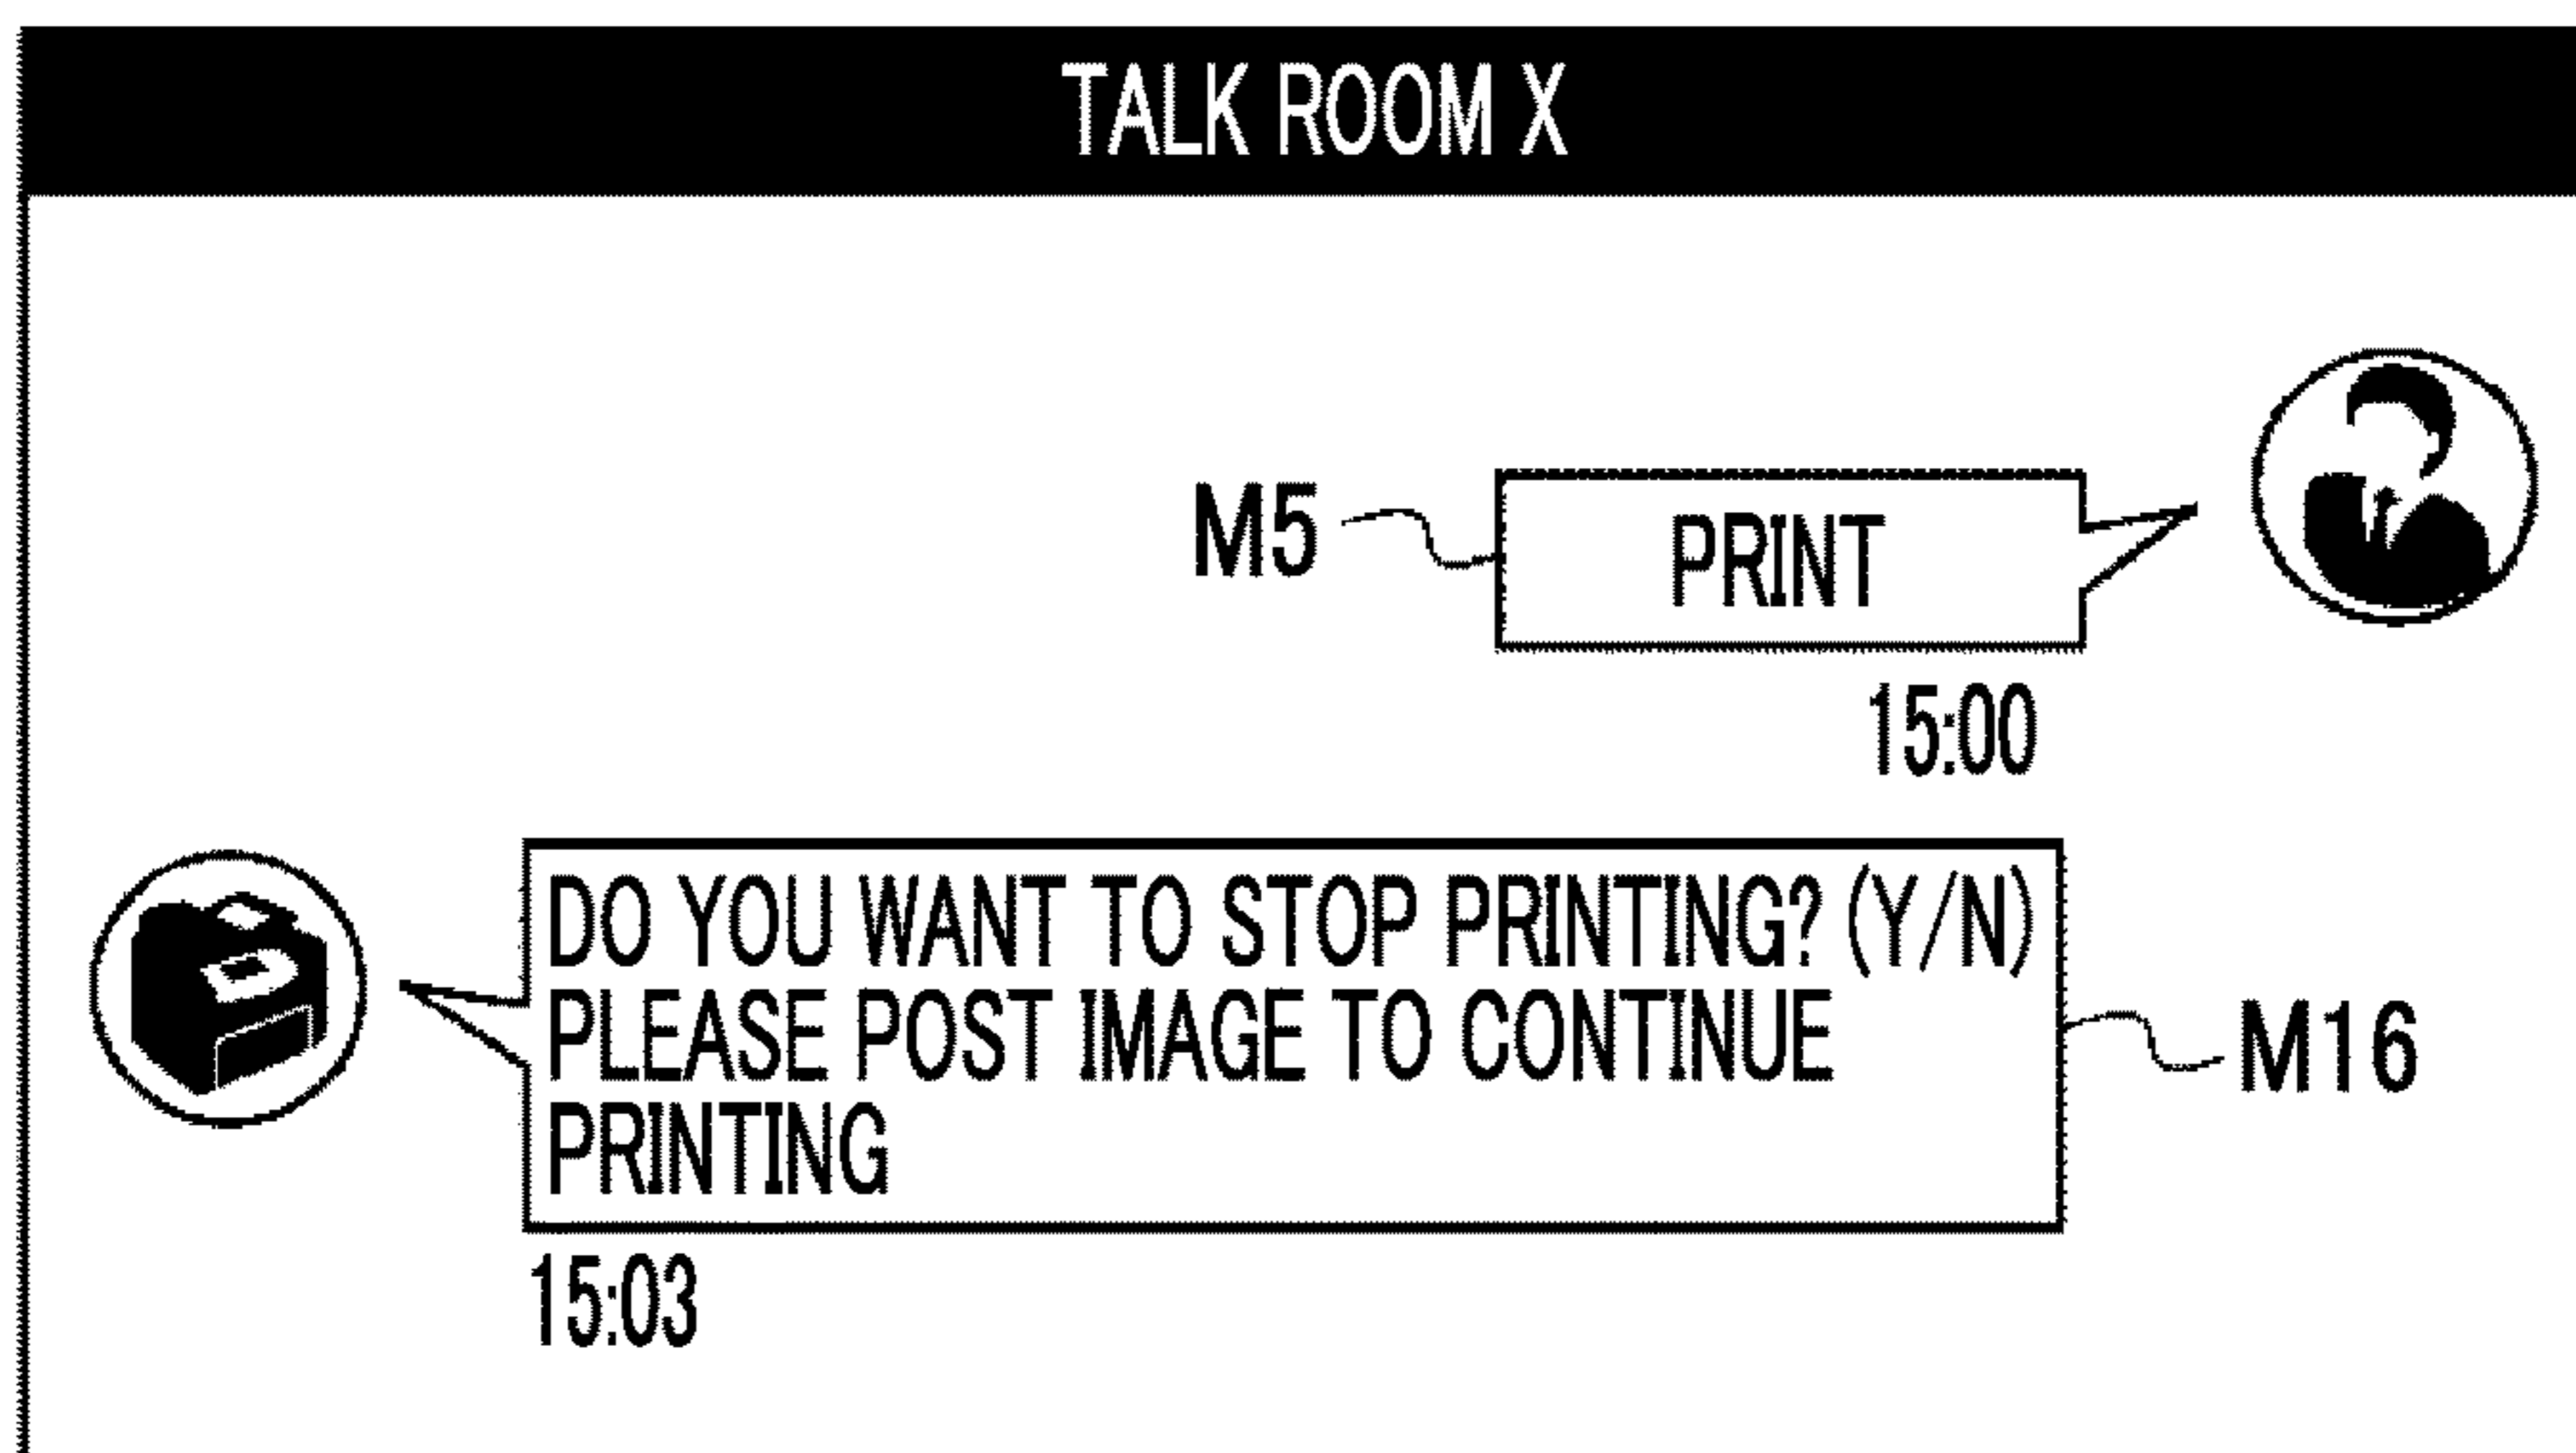 TALK ROOM X
M5
PRINT
15:00
DO YOU WANT TO STOP PRINTING? (Y/N)
PLEASE POST IMAGE TO CONTINUE
PRINTING
M16
15:03